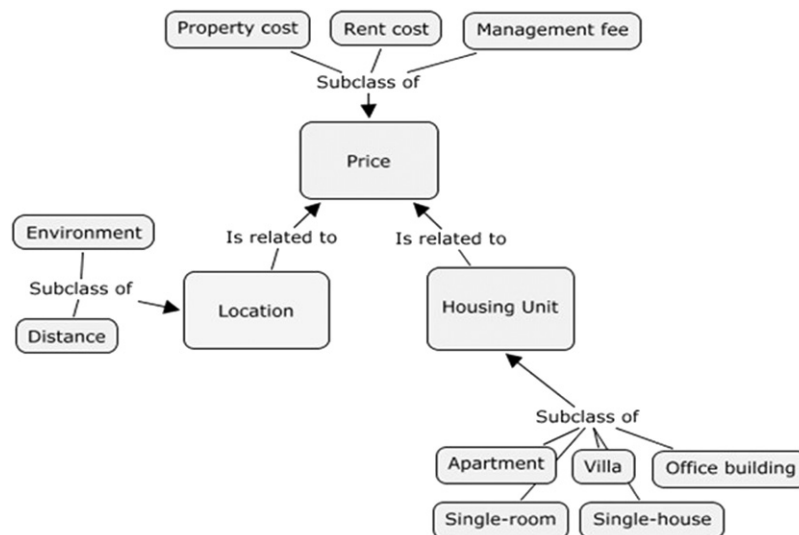 Property cost
Rent cost
Management fee
Subclass of
Price
Environment
Is related to
Is related to
Subclass of
Location
Housing Unit
Distance
Subclass of
Apartment
Villa
Office building
Single-room
Single-house